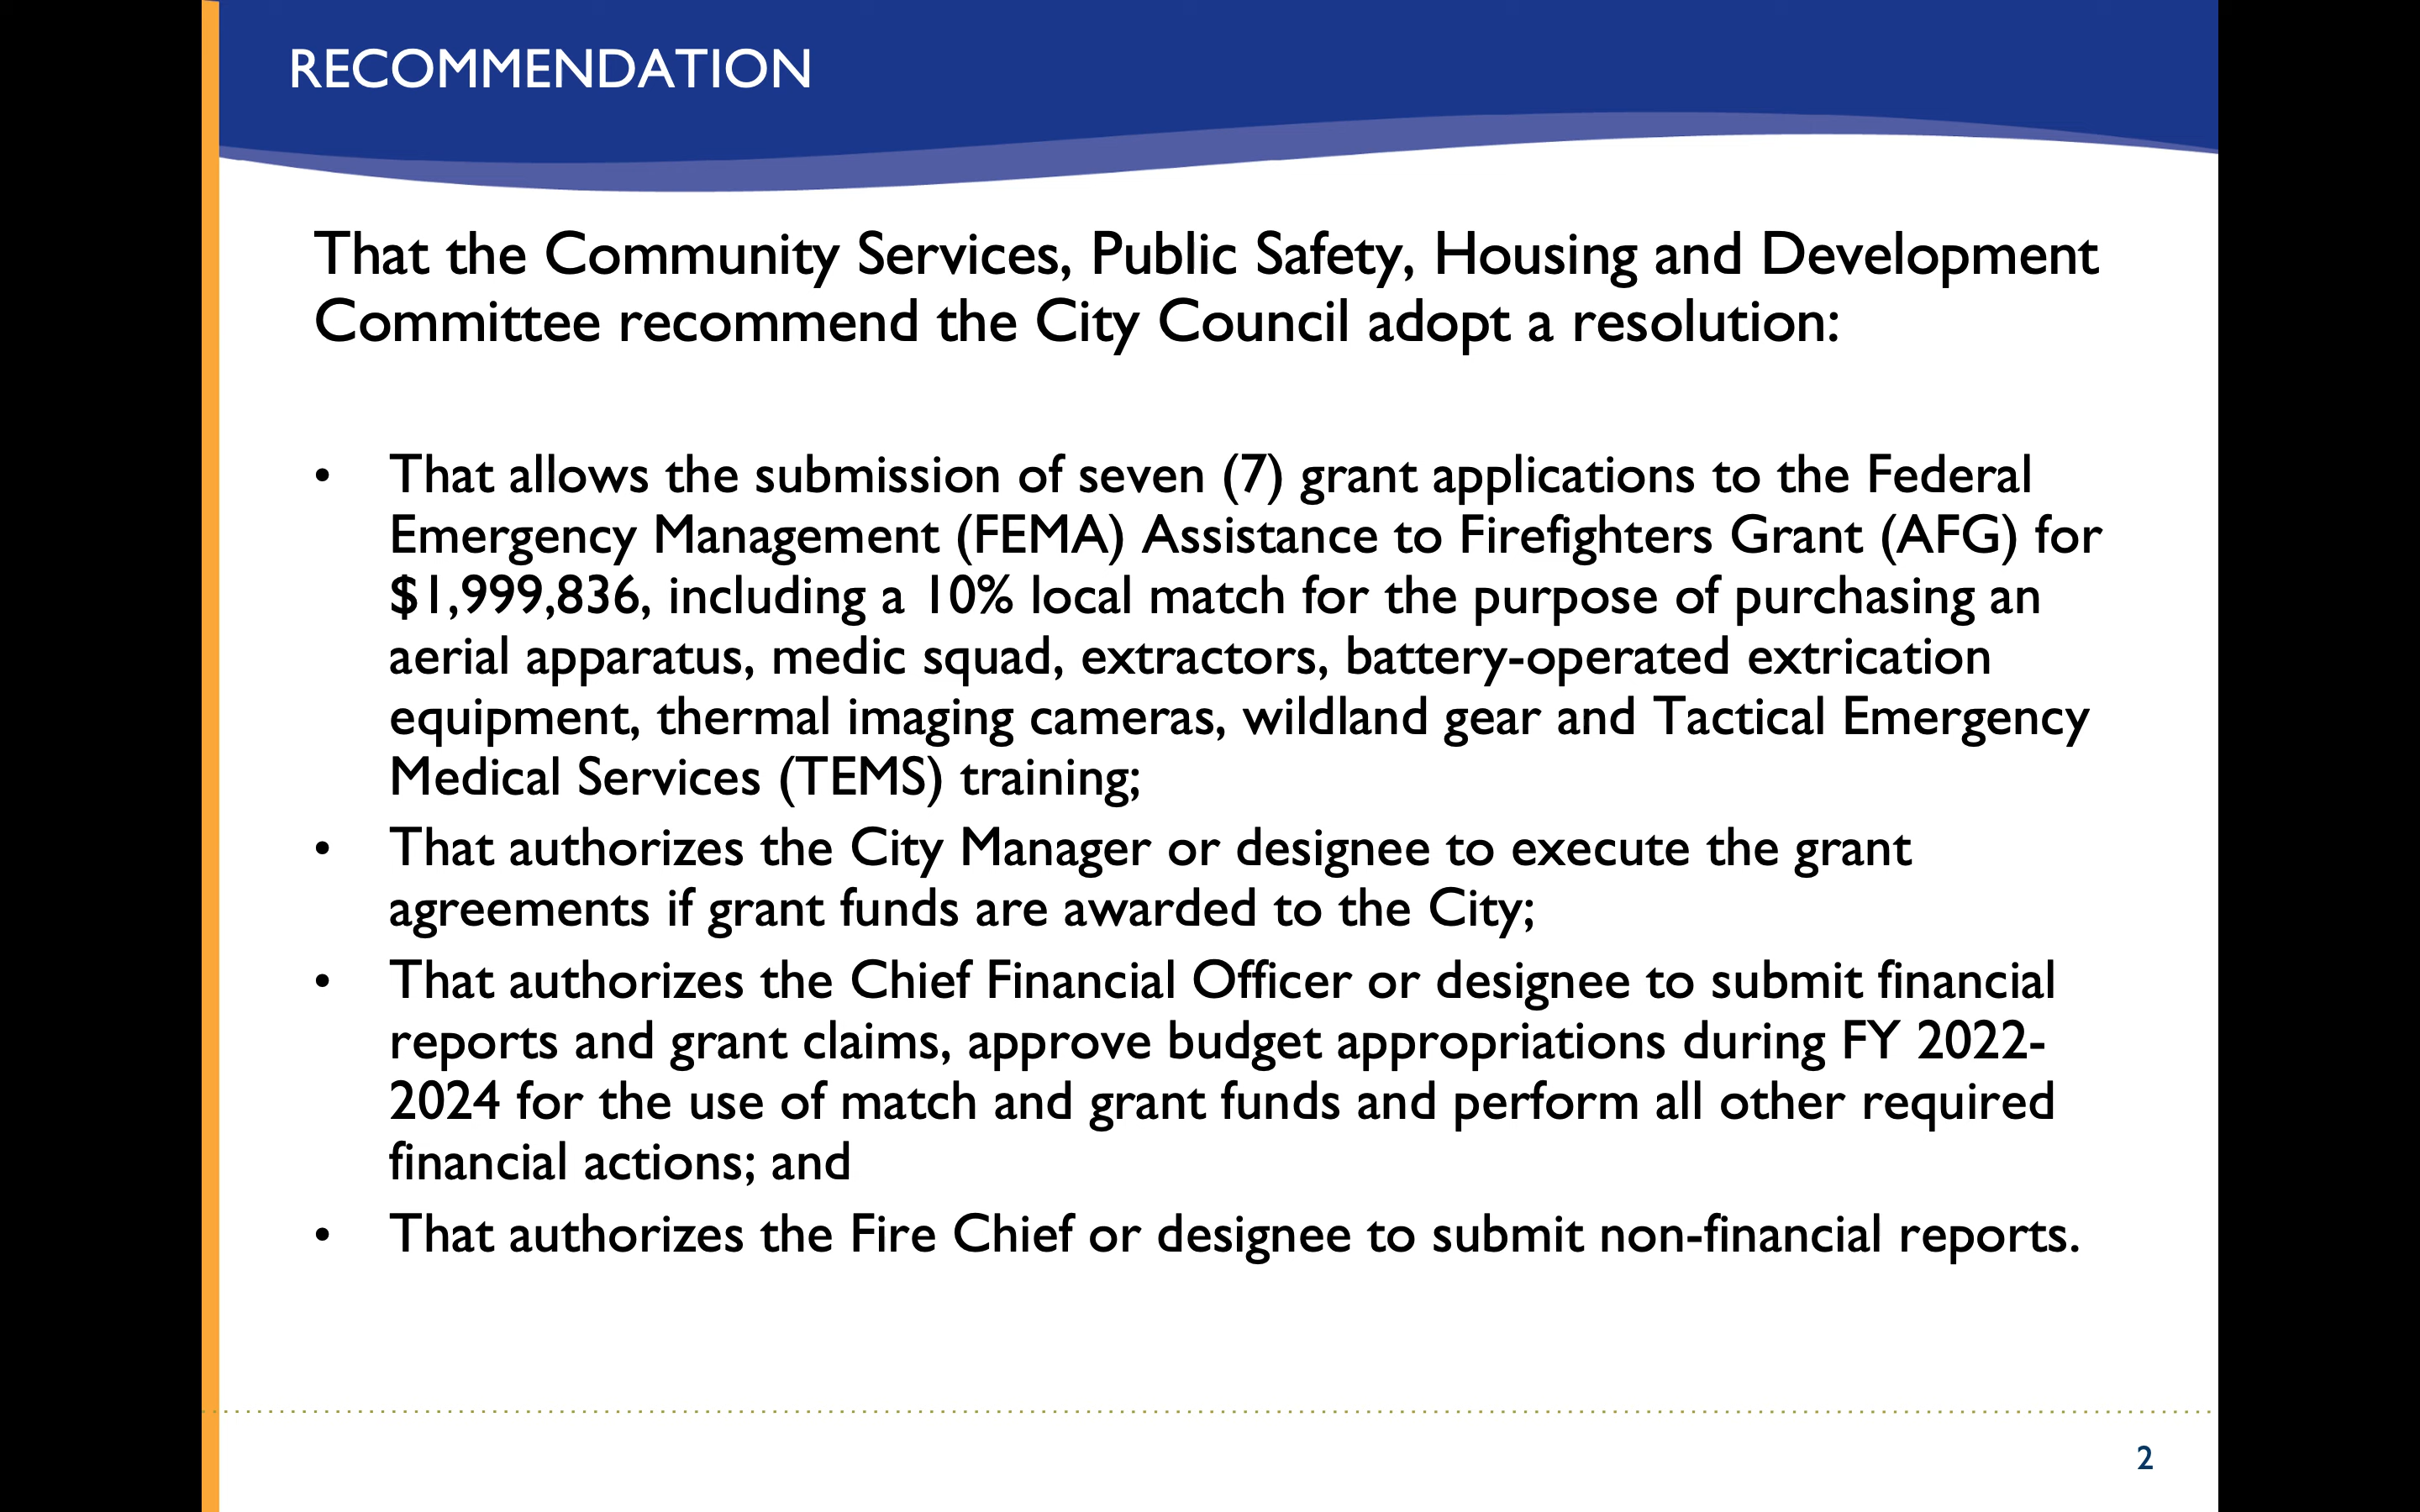 RECOMMENDATION
That the Community Services, Public Safety, Housing and Development
Committee recommend the City Council adopt a resolution:
• That allows the submission of seven (7) grant applications to the Federal
Emergency Management (FEMA) Assistance to Firefighters Grant (AFG) for
$1,999,836, including a 10% local match for the purpose of purchasing an
aerial apparatus, medic squad, extractors, battery-operated extrication
equipment, thermal imaging cameras, wildland gear and Tactical Emergency
Medical Services (TEMS) training;
• That authorizes the City Manager or designee to execute the grant
agreements if grant funds are awarded to the City;
• That authorizes the Chief Financial Officer or designee to submit financial
reports and grant claims, approve budget appropriations during FY 2022-
2024 for the use of match and grant funds and perform all other required
financial actions; and
• That authorizes the Fire Chief or designee to submit non-financial reports.
2